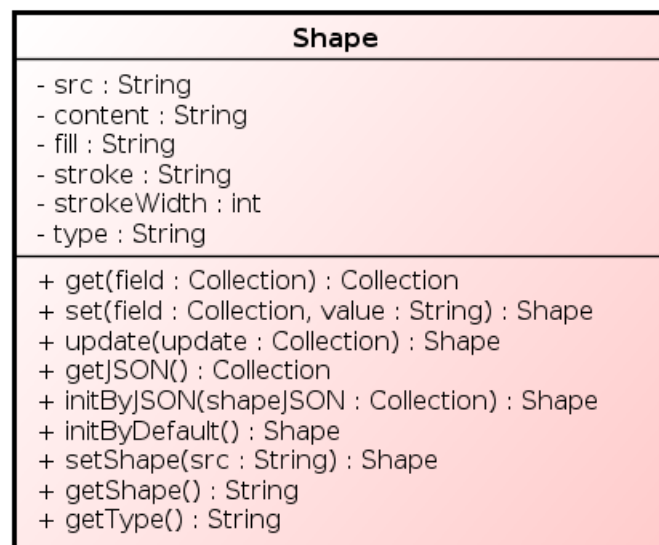 Shape
- src : String
- content : String
- fill : String
- stroke : String
- strokeWidth : int
- type : String
+ get(field : Collection) : Collection
+ set(field : Collection, value : String) : Shape
+ update(update : Collection) : Shape
+ getJSON() : Collection
+ initByJSON(shapeJSON : Collection) : Shape
+ initByDefault() : Shape
+ setShape(src : String) : Shape
+ getShape() : String
+ getType() : String